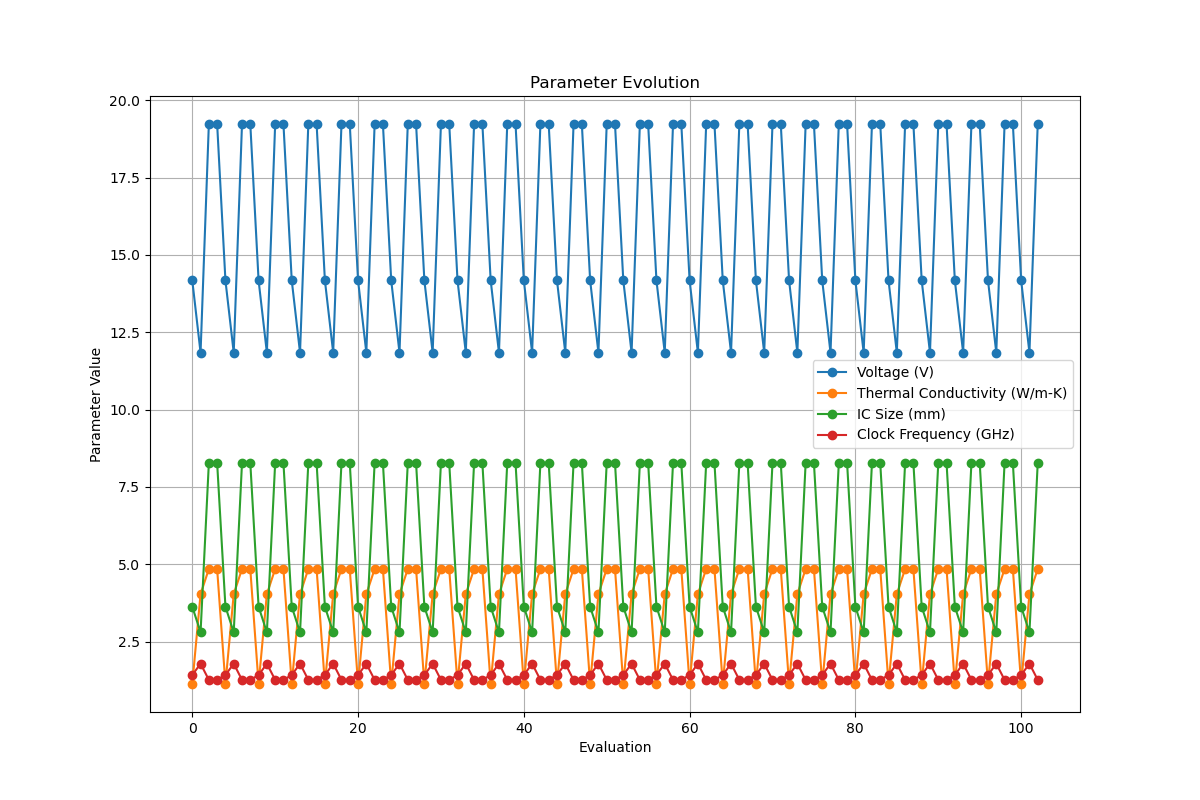 Parameter Evolution
20.0
17.5
15.0
12.5
10.0
7.5
5.0
2.5
Parameter Value
Voltage (V)
Thermal Conductivity (W/m-K)
IC Size (mm)
Clock Frequency (GHz)
0 20 40 60 80 100
Evaluation